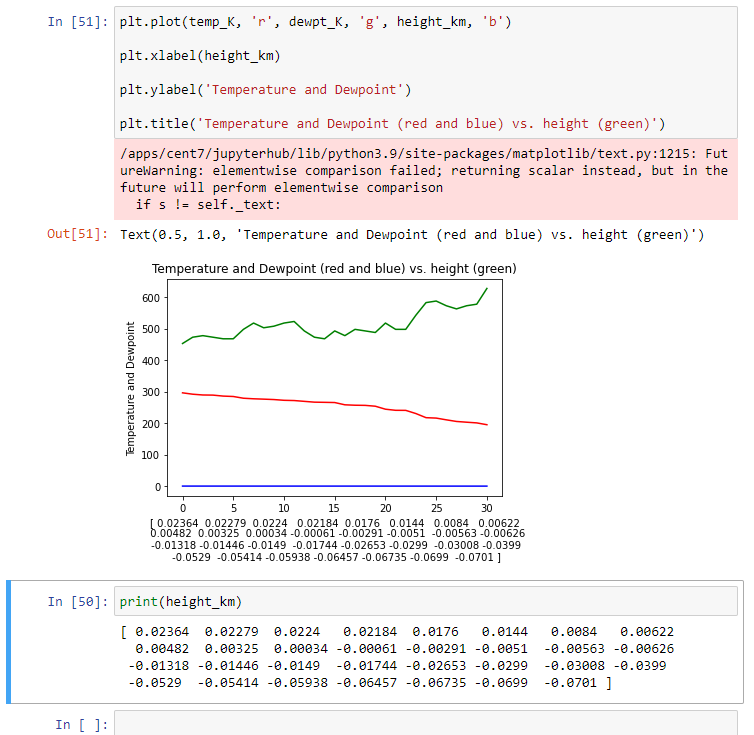 In [51]: plt.plot(temp_K, 'r', dewpt_K, 'g', height_km, 'b')
plt.xlabel(height_km)
plt.ylabel('Temperature and Dewpoint')
plt.title('Temperature and Dewpoint (red and blue) vs. height (green)')
/apps/cent7/jupyterhub/lib/python3.9/site-packages/matplotlib/text.py:1215: Fut
ureWarning: elementwise comparison failed; returning scalar instead, but in the
future will perform elementwise comparison
if s != self._text:
Out[51]: Text(0.5, 1.0, 'Temperature and Dewpoint (red and blue) vs. height (green)')
Temperature and Dewpoint (red and blue) vs. height (green)
Temperature and Dewpoint
600
500
400
300
200
100
0
0 5 10 15 20 25 30
[ 0.02364 0.02279 0.0224 0.02184 0.0176 0.0144 0.0084 0.00622
0.00482 0.00325 0.00034 -0.00061 -0.00291 -0.0051 -0.00563 -0.00626
-0.01318 -0.01446 -0.0149 -0.01744 -0.02653 -0.0299 -0.03008 -0.0399
-0.0529 -0.05414 -0.05938 -0.06457 -0.06735 -0.0699 -0.0701 ]
In [50]: print(height_km)
[ 0.02364 0.02279 0.0224 0.02184 0.0176 0.0144 0.0084 0.00622
0.00482 0.00325 0.00034 -0.00061 -0.00291 -0.0051 -0.00563 -0.00626
-0.01318 -0.01446 -0.0149 -0.01744 -0.02653 -0.0299 -0.03008 -0.0399
-0.0529 -0.05414 -0.05938 -0.06457 -0.06735 -0.0699 -0.0701 ]
In [ ]: